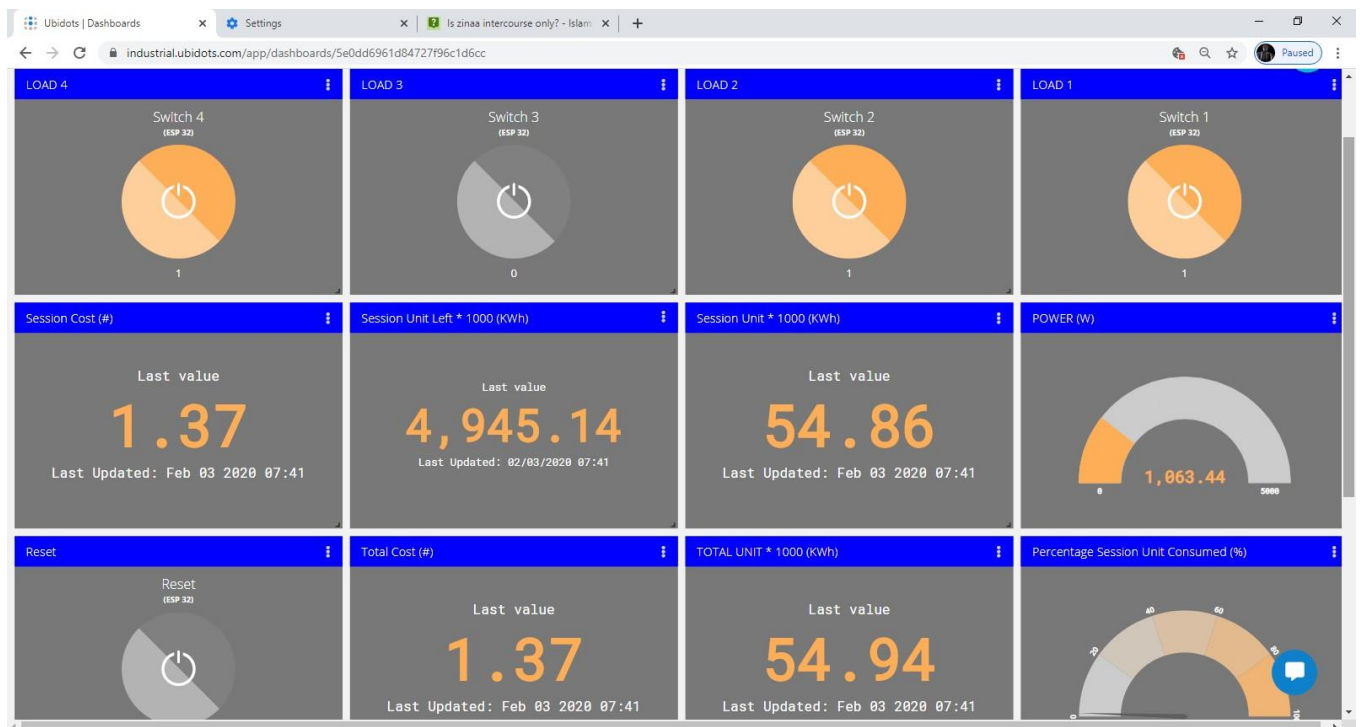 Ubidots | Dashboards
Settings
Is zinaa intercourse only? - Islam
industrial.ubidots.com/app/dashboards/5e0dd6961d84727f96c1d6cc
Paused
LOAD 4
LOAD 3
LOAD 2
LOAD 1
Switch 4
(ESP 32)
1
Switch 3
(ESP 32)
0
Switch 2
(ESP 32)
1
Switch 1
(ESP 32)
1
Session Cost (#)
Session Unit Left * 1000 (KWh)
Session Unit * 1000 (KWh)
POWER (W)
Last value
1.37
Last Updated: Feb 03 2020 07:41
Last value
4,945.14
Last Updated: 02/03/2020 07:41
Last value
54.86
Last Updated: Feb 03 2020 07:41
1,063.44
0
5000
Reset
Total Cost (#)
TOTAL UNIT * 1000 (KWh)
Percentage Session Unit Consumed (%)
Reset
(ESP 32)
Last value
1.37
Last Updated: Feb 03 2020 07:41
Last value
54.94
Last Updated: Feb 03 2020 07:41
0
20
40
60
80